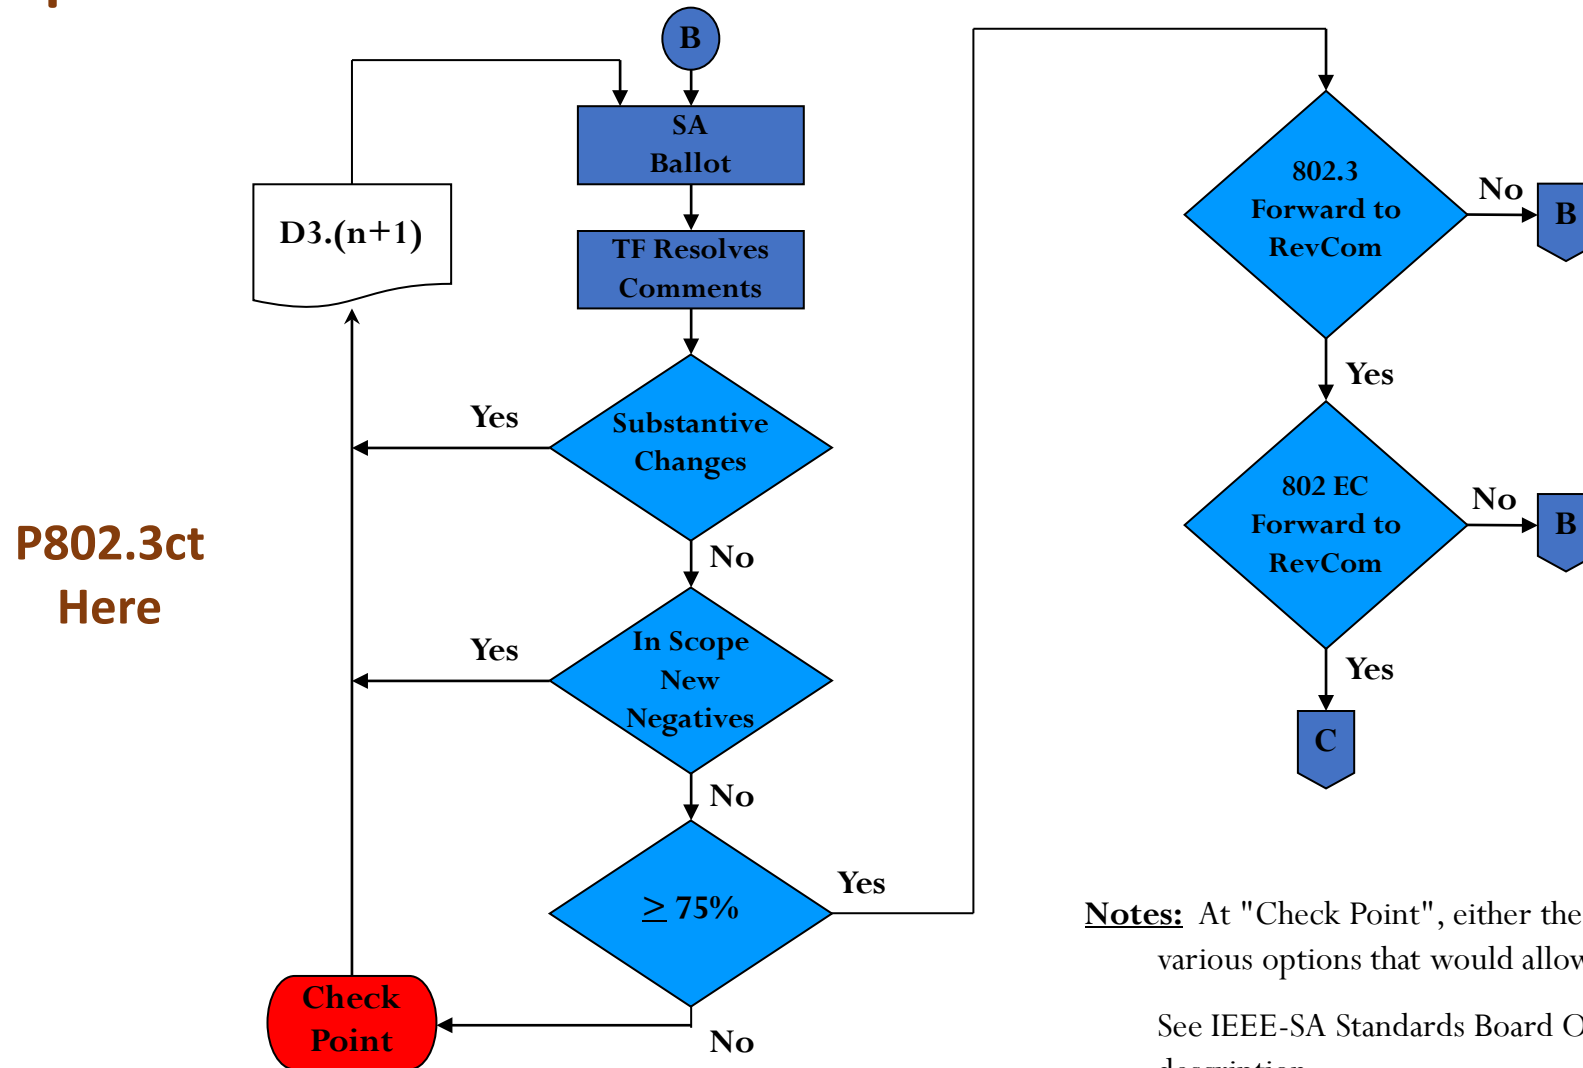 B
SA
Ballot
D3.(n+1)
TF Resolves
Comments
Yes
Substantive
Changes
No
P802.3ct
Here
Yes
In Scope
New
Negatives
No
≥ 75%
Yes
Check
Point
No
802.3
Forward to
RevCom
No
B
Yes
802 EC
Forward to
RevCom
No
B
Yes
C
Notes: At "Check Point", either the
various options that would allow
See IEEE-SA Standards Board O